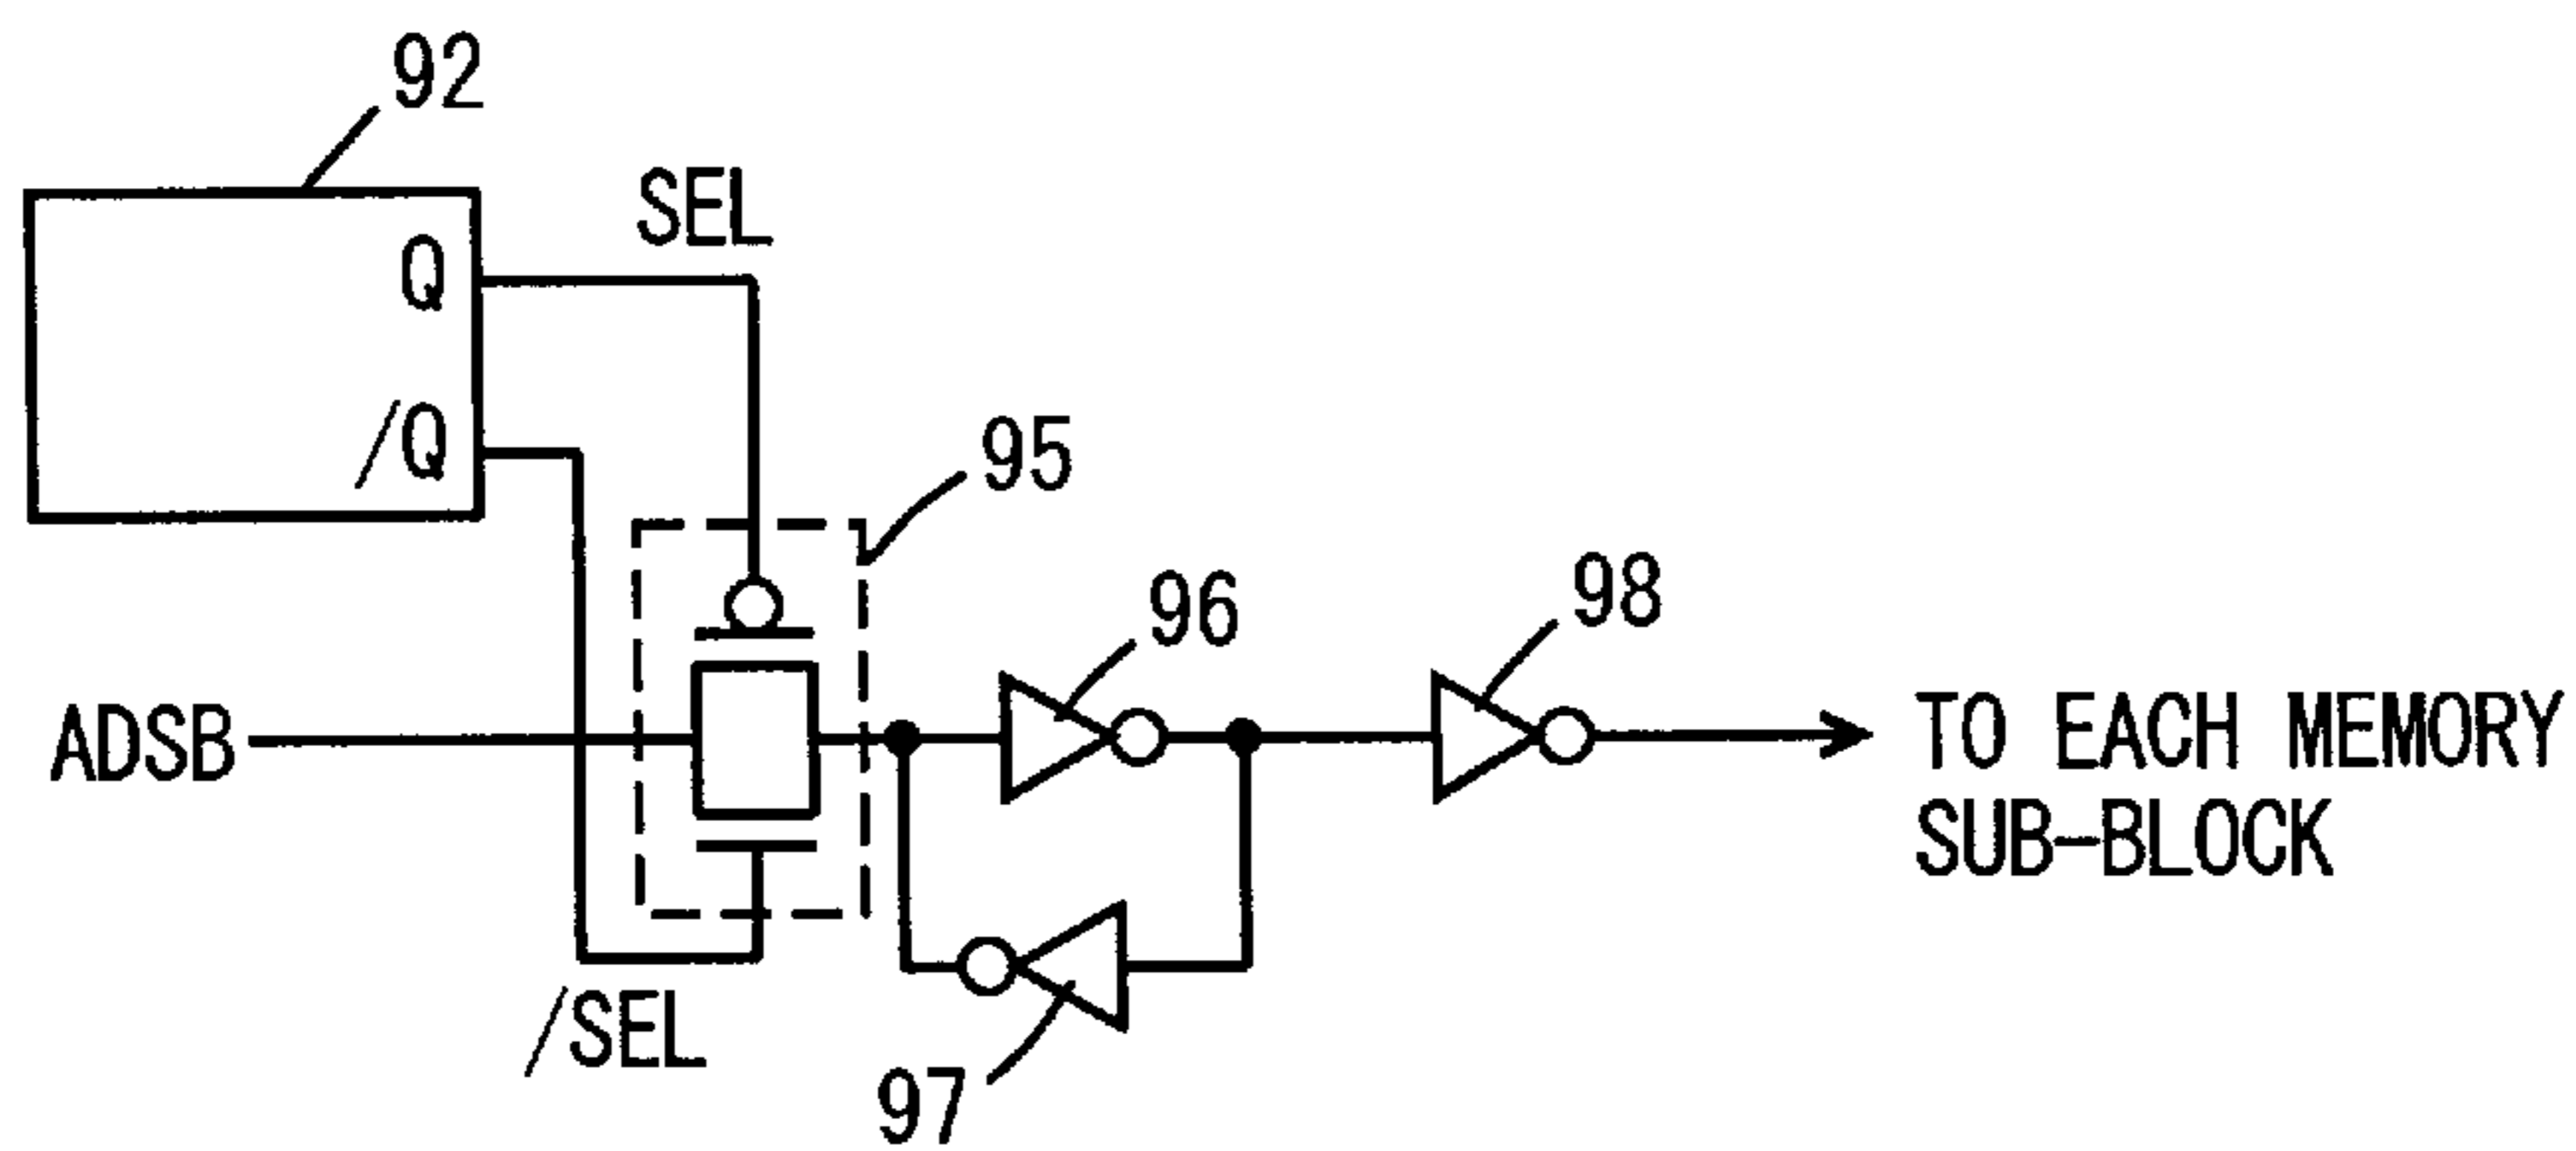 92
SEL
Q
/Q
95
96
98
ADSB
TO EACH MEMORY
SUB-BLOCK
/SEL
97